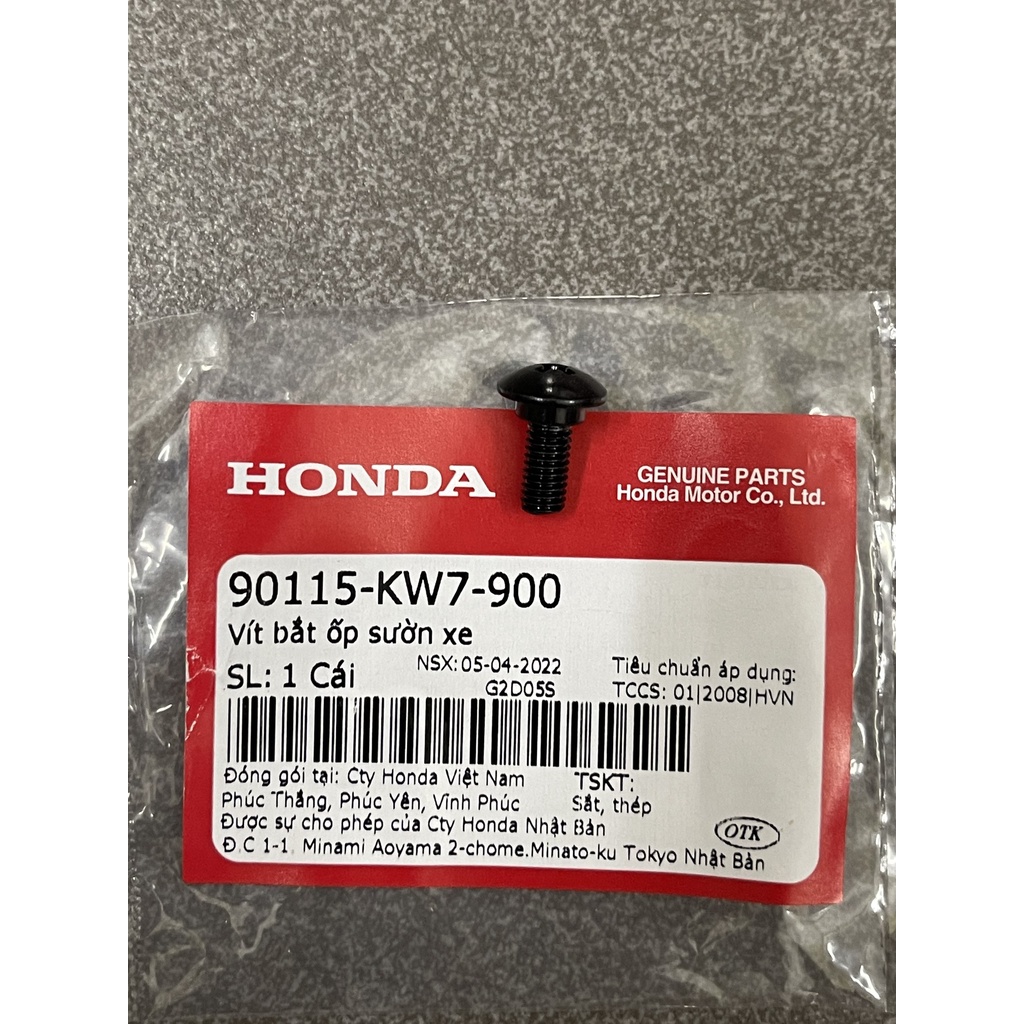 HONDA
GENUINE PARTS
Honda Motor Co., Ltd.
90115-KW7-900
Vít bắt ốp sườn xe
SL: 1 Cái
NSX: 05-04-2022
G2D05S
Tiêu chuẩn áp dụng:
TCCS: 01|2008|HVN
Đóng gói tại: Cty Honda Việt Nam
Phúc Thắng, Phúc Yên, Vĩnh Phúc
TSKT:
Sắt, thép
Được sự cho phép của Cty Honda Nhật Bản
Đ.C 1-1. Minami Aoyama 2-chome.Minato-ku Tokyo Nhật Bản
OTK